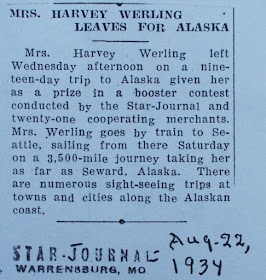 MRS. HARVEY WERLING
LEAVES FOR ALASKA
Mrs. Harvey Werling left
Wednesday afternoon on a nine-
teen-day trip to Alaska given her
as a prize in a booster contest
conducted by the Star-Journal and
twenty-one cooperating merchants.
Mrs. Werling goes by train to Se-
attle, sailing from there Saturday
on a 3,500-mile journey taking her
as far as Seward, Alaska. There
are numerous sight-seeing trips at
towns and cities along the Alaskan
coast.
STAR-JOURNAL
WARRENSBURG, MO
Aug-22,
1934